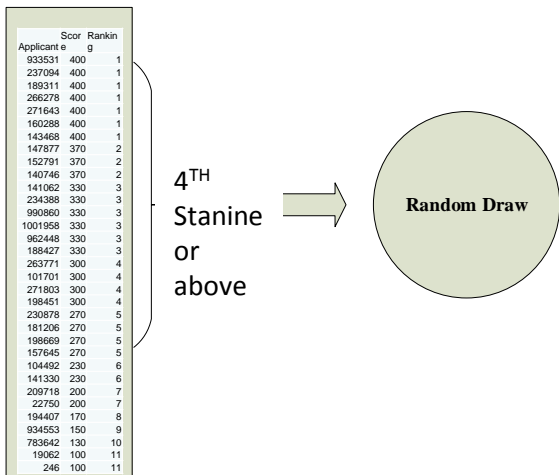 Scor Rankin
Applicant e g
933531 400 1
237094 400 1
189311 400 1
266278 400 1
271643 400 1
160288 400 1
143468 400 1
147877 370 2
152791 370 2
140746 370 2
141062 330 3
234388 330 3
990860 330 3
1001958 330 3
962448 330 3
188427 330 3
263771 300 4
101701 300 4
271803 300 4
198451 300 4
230878 270 5
181206 270 5
198669 270 5
157645 270 5
104492 230 6
141330 230 6
209718 200 7
22750 200 7
194407 170 8
934553 150 9
783642 130 10
19062 100 11
246 100 11
4TH
Stanine
or
above
Random Draw